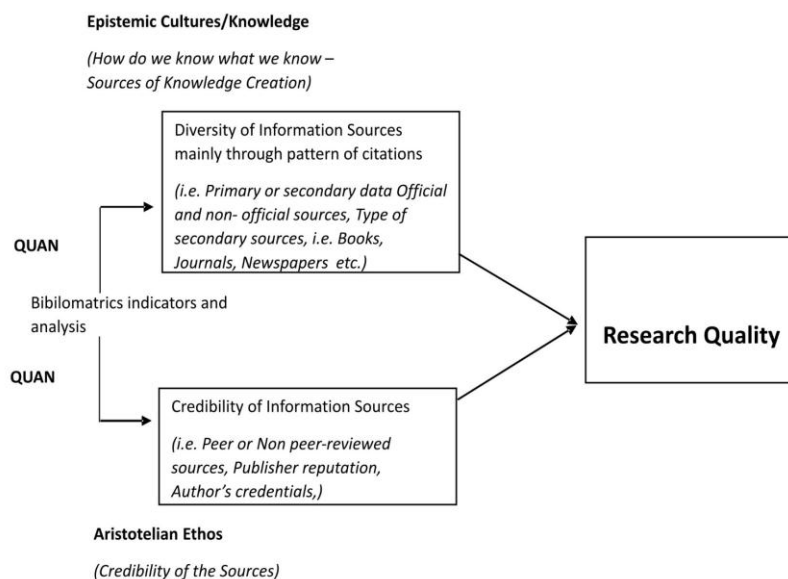 Epistemic Cultures/Knowledge
(How do we know what we know –
Sources of Knowledge Creation)
Diversity of Information Sources
mainly through pattern of citations
(i.e. Primary or secondary data Official
and non- official sources, Type of
secondary sources, i.e. Books,
Journals, Newspapers etc.)
QUAN
Bibilomatrics indicators and
analysis
QUAN
Research Quality
Credibility of Information Sources
(i.e. Peer or Non peer-reviewed
sources, Publisher reputation,
Author's credentials,)
Aristotelian Ethos
(Credibility of the Sources)